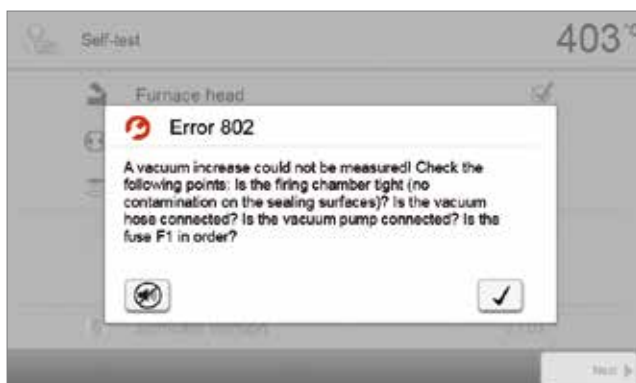 Self-test
403 °C
Furnace head
Error 802
A vacuum increase could not be measured! Check the
following points: Is the firing chamber tight (no
contamination on the sealing surfaces)? Is the vacuum
hose connected? Is the vacuum pump connected? Is the
fuse F1 in order?
Next